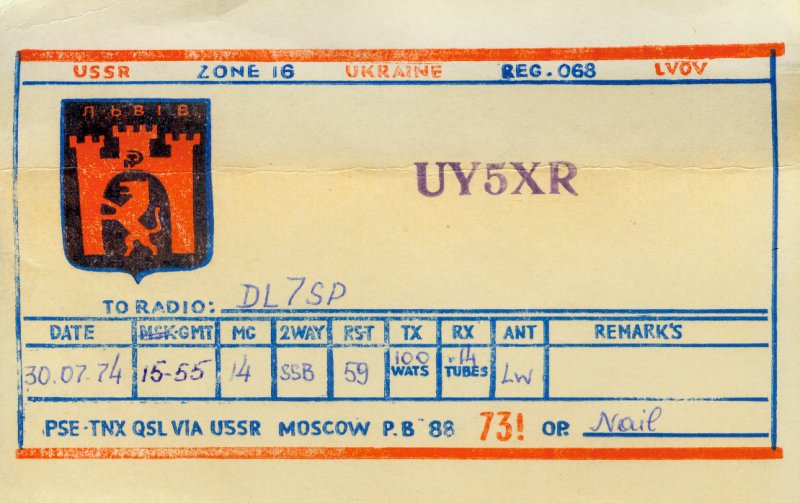 USSR ZONE 16 UKRAINE REG. 068 LVOV
ЛЬВІВ
UY5XR
TO RADIO: DL7SP
DATE MSK-GMT MC 2WAY RST TX RX ANT REMARK'S
30.07.74 15-55 14 SSB 59 100 WATS 14 TUBES LW
PSE-TNX QSL VIA USSR MOSCOW P.B 88 73! OP. Nail